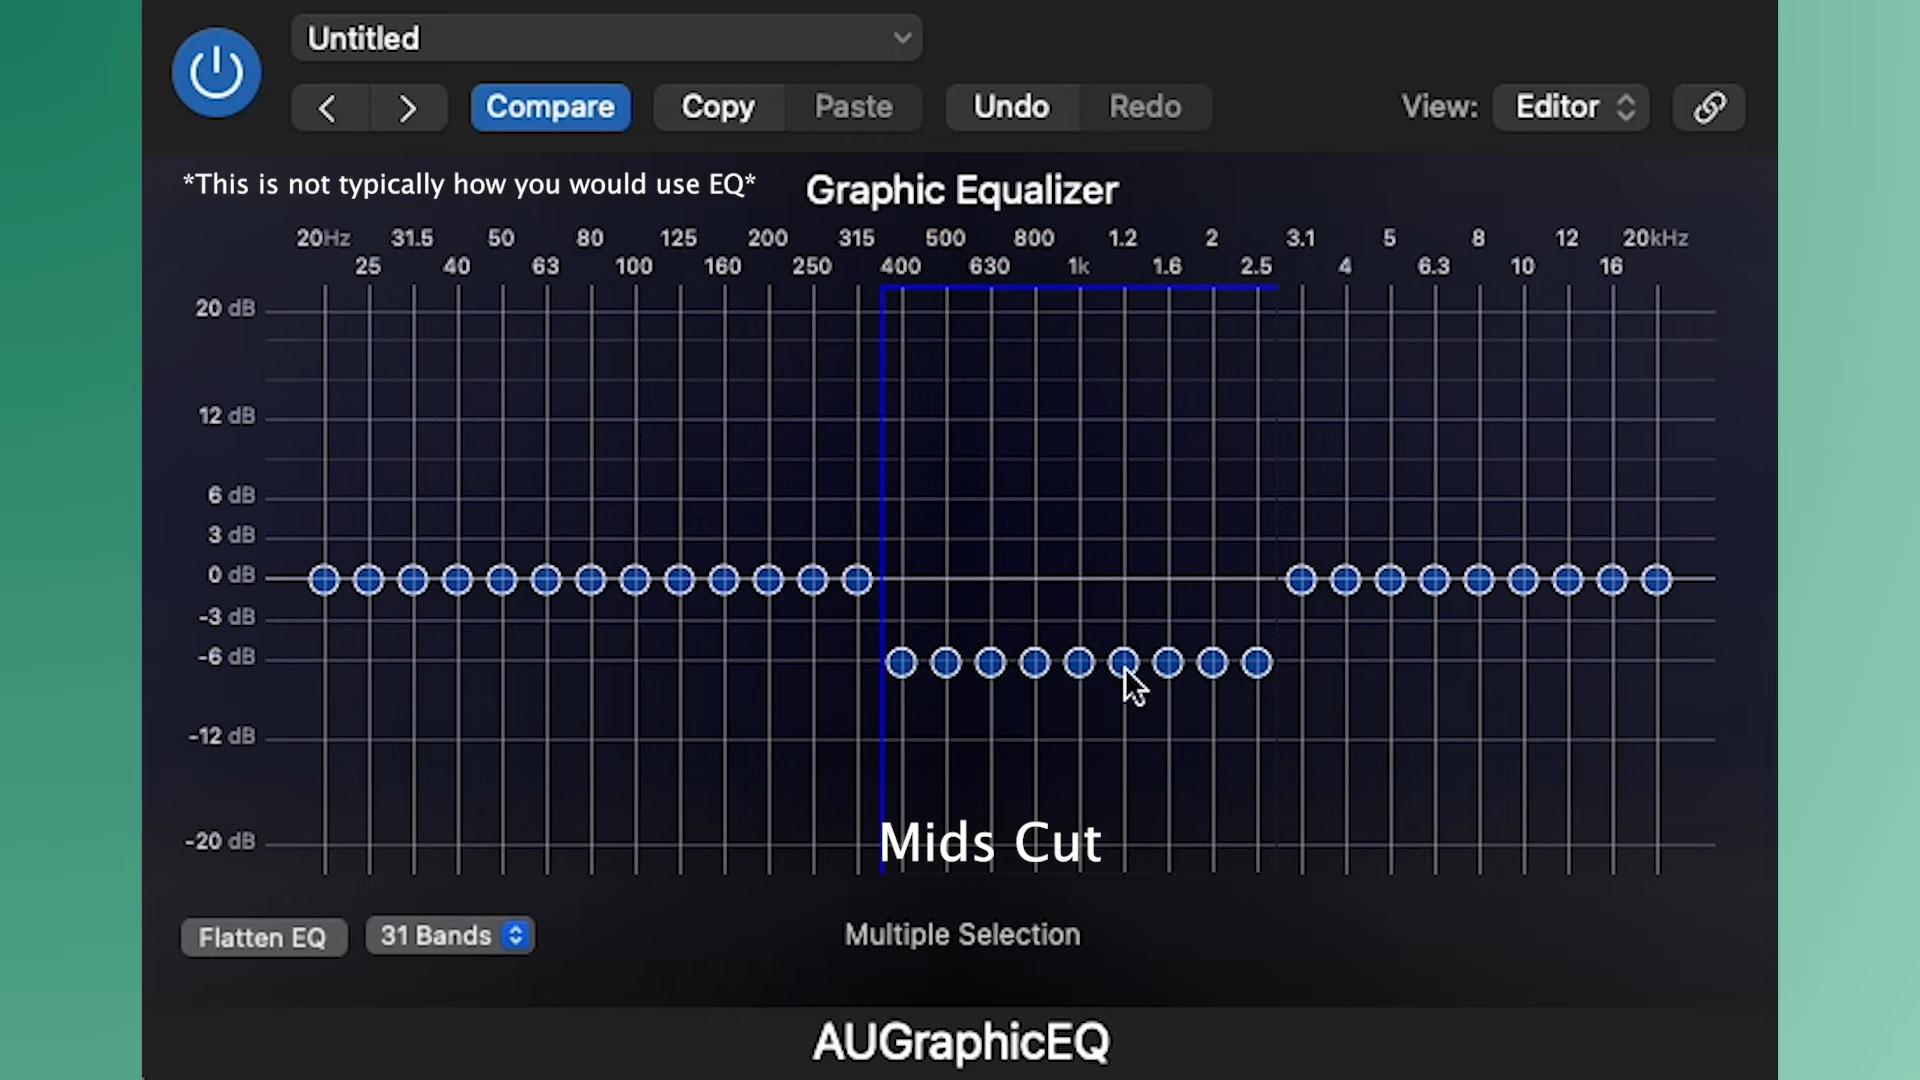 Untitled
Compare Copy Paste Undo Redo View: Editor
*This is not typically how you would use EQ* Graphic Equalizer
20Hz 31.5 50 80 125 200 315 500 800 1.2 2 3.1 5 8 12 20kHz
25 40 63 100 160 250 400 630 1k 1.6 2.5 4 6.3 10 16
20 dB
12 dB
6 dB
3 dB
0 dB
-3 dB
-6 dB
-12 dB
-20 dB
Mids Cut
Flatten EQ 31 Bands Multiple Selection
AUGraphicEQ